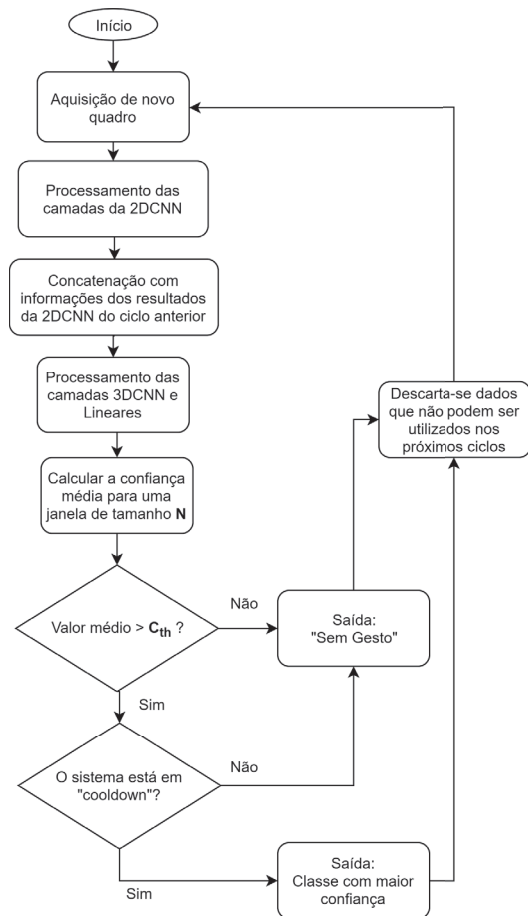 Início
Aquisição de novo
quadro
Processamento das
camadas da 2DCNN
Concatenação com
informações dos resultados
da 2DCNN do ciclo anterior
Processamento das
camadas 3DCNN e
Lineares
Descarta-se dados
que não podem ser
utilizados nos
próximos ciclos
Calcular a confiança
média para uma
janela de tamanho N
Valor médio > Cth ?
Não
Saída:
"Sem Gesto"
Sim
O sistema está em
"cooldown"?
Não
Sim
Saída:
Classe com maior
confiança